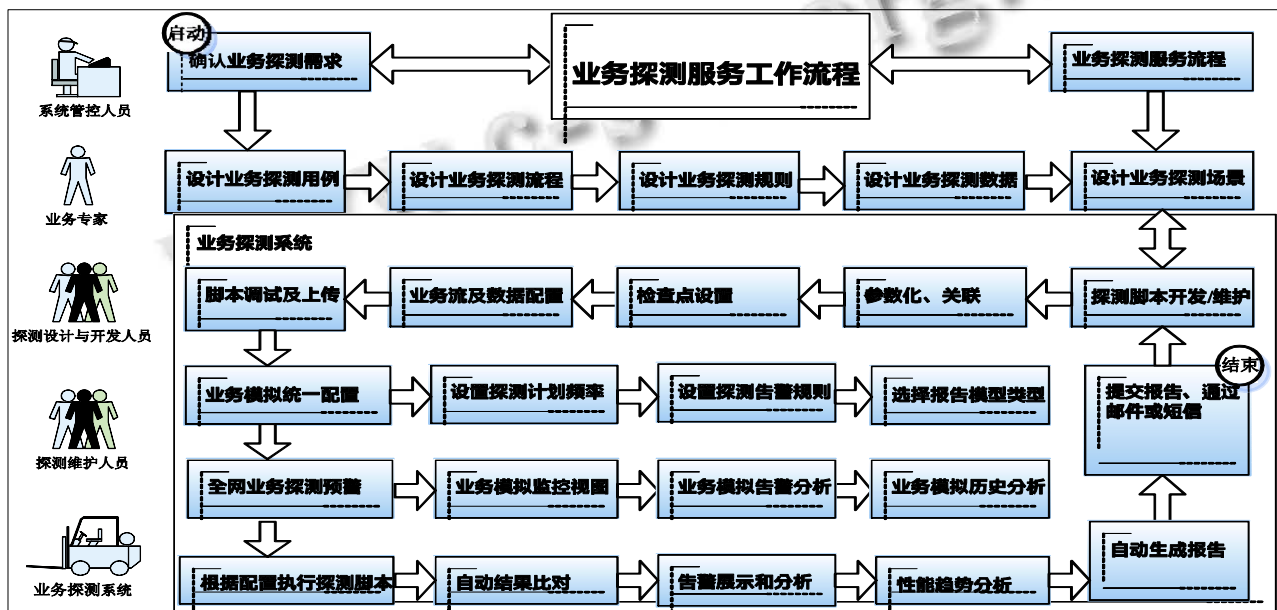 启动
确认业务探测需求
业务探测服务工作流程
业务探测服务流程
系统管控人员
设计业务探测用例
设计业务探测流程
设计业务探测规则
设计业务探测数据
设计业务探测场景
业务专家
业务探测系统
脚本调试及上传
业务流及数据配置
检查点设置
参数化、关联
探测脚本开发/维护
探测设计与开发人员
结束
业务模拟统一配置
设置探测计划频率
设置探测告警规则
选择报告模型类型
提交报告、通过
邮件或短信
探测维护人员
全网业务探测预警
业务模拟监控视图
业务模拟告警分析
业务模拟历史分析
自动生成报告
业务探测系统
根据配置执行探测脚本
自动结果比对
告警展示和分析
性能趋势分析